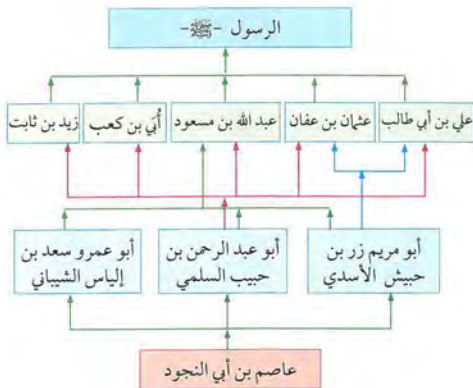 الرسول -ﷺ-
علي بن أبي طالب
عثمان بن عفان
عبد الله بن مسعود
أُبَي بن كعب
زيد بن ثابت
أبو مريم زر بن
حبيش الأسدي
أبو عبد الرحمن بن
حبيب السلمي
أبو عمرو سعد بن
إلياس الشيباني
عاصم بن أبي النجود